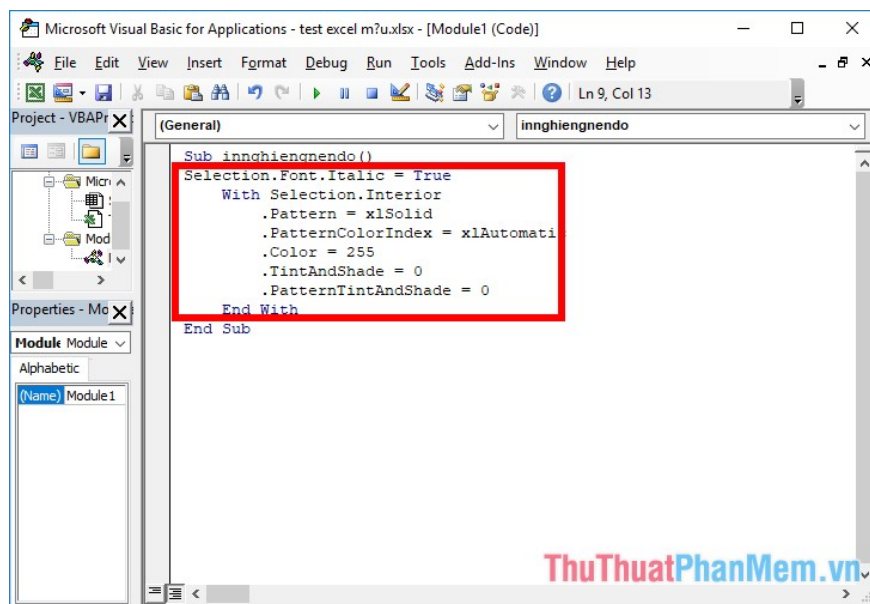 Microsoft Visual Basic for Applications - test excel m?u.xlsx - [Module1 (Code)]
File Edit View Insert Format Debug Run Tools Add-Ins Window Help
Ln 9, Col 13
Project - VBAPr
(General)
innghiengnendo
Sub innghiengnendo()
Selection.Font.Italic = True
With Selection.Interior
.Pattern = xlSolid
.PatternColorIndex = xlAutomati
.Color = 255
.TintAndShade = 0
.PatternTintAndShade = 0
End With
End Sub
Micr
Mod
Properties - Mo
Module Module
Alphabetic
(Name) Module1
ThuThuatPhanMem.vn